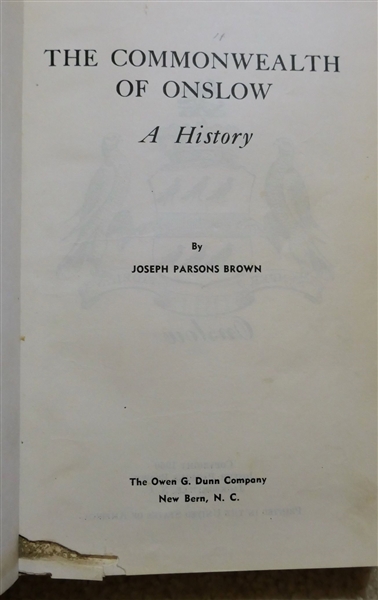 THE COMMONWEALTH
OF ONSLOW
A History
By
JOSEPH PARSONS BROWN
The Owen G. Dunn Company
New Bern, N. C.